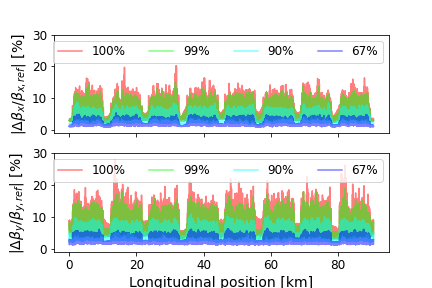 |Δβx/βx,ref| [%]
30
20
10
0
100% 99% 90% 67%
|Δβy/βy,ref| [%]
30
20
10
0
100% 99% 90% 67%
0 20 40 60 80
Longitudinal position [km]